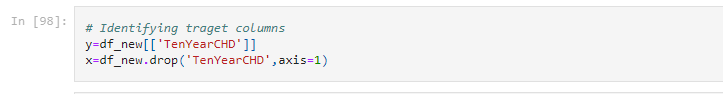 In [98]:
# Identifying traget columns
y=df_new[['TenYearCHD']]
x=df_new.drop('TenYearCHD',axis=1)